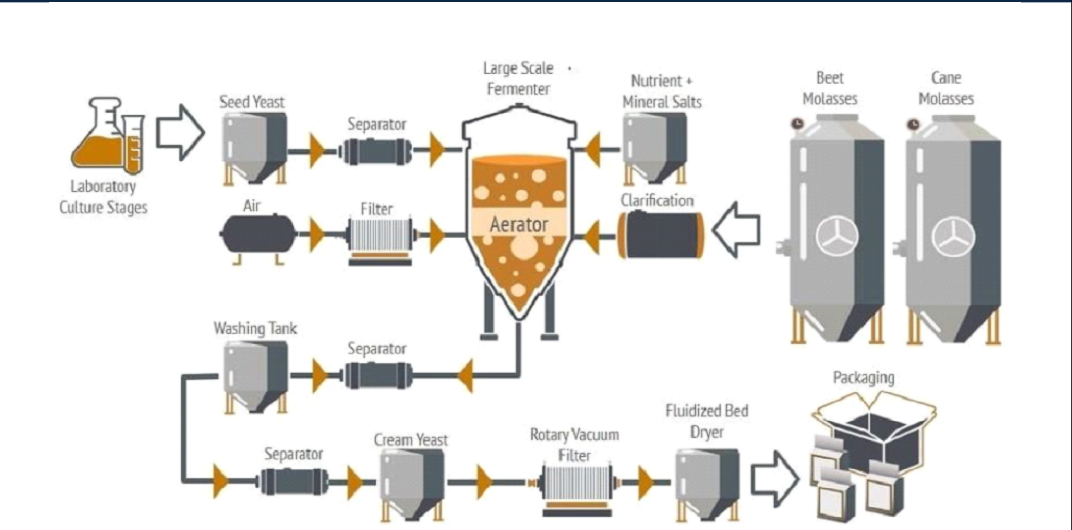 Large Scale
Fermenter
Nutrient +
Mineral Salts
Beet
Molasses
Cane
Molasses
Seed Yeast
Separator
Laboratory
Culture Stages
Air
Filter
Aerator
Clarification
Washing Tank
Separator
Packaging
Separator
Cream Yeast
Rotary Vacuum
Filter
Fluidized Bed
Dryer